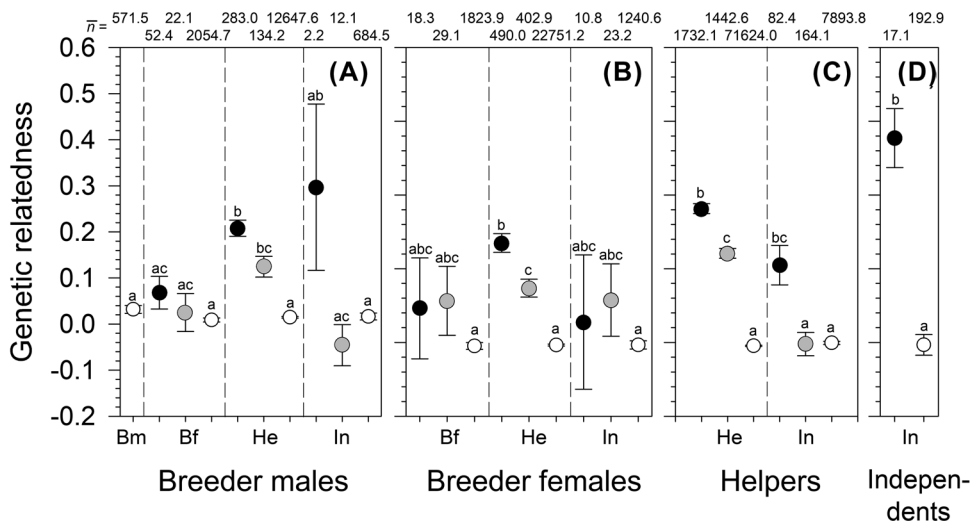 n̅ = 571.5 22.1 283.0 12647.6 12.1 18.3 1823.9 402.9 10.8 1240.6 1442.6 82.4 7893.8 192.9
52.4 2054.7 134.2 2.2 684.5 29.1 490.0 22751.2 23.2 1732.1 71624.0 164.1 17.1
(A) (B) (C) (D)
0.6
0.5
0.4
0.3
0.2
0.1
0.0
-0.1
-0.2
Genetic relatedness
a ac ac a b bc a ab ac a
abc abc a b c a abc abc a
b c a bc a a
b a
Bm Bf He In Bf He In He In In
Breeder males Breeder females Helpers Indepen-
dents